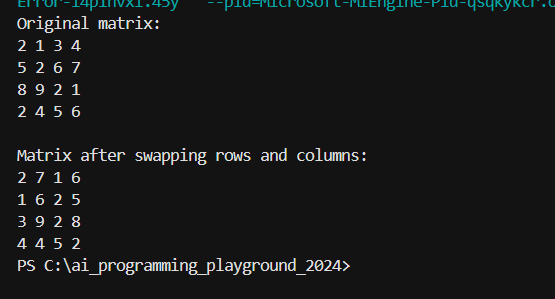 Original matrix:
2 1 3 4
5 2 6 7
8 9 2 1
2 4 5 6
Matrix after swapping rows and columns:
2 7 1 6
1 6 2 5
3 9 2 8
4 4 5 2
PS C:\ai_programming_playground_2024>